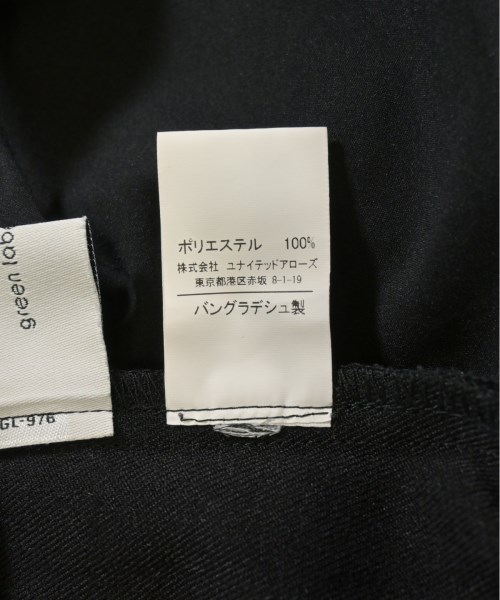 ポリエステル 100%
株式会社 ユナイテッドアローズ
東京都港区赤坂 8-1-19
バングラデシュ製
green lab
GL-976